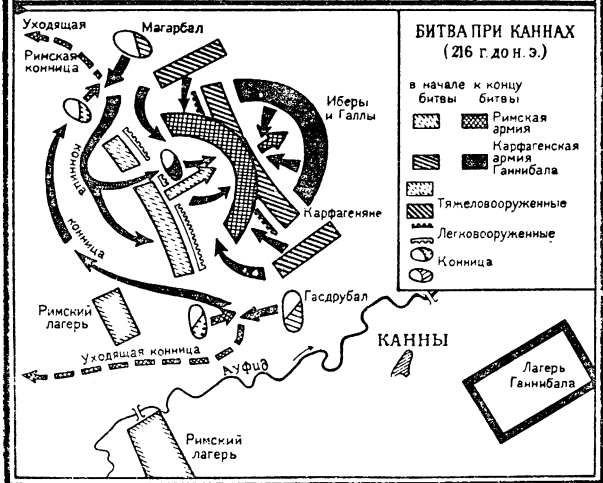 Уходящая
Римская
конница
Магарбал
Иберы
и Галлы
конница
конница
Карфагеняне
Римский
лагерь
Гасдрубал
Уходящая конница
Ауфид
КАННЫ
Римский
лагерь
Лагерь
Ганнибала
БИТВА ПРИ КАННАХ
(216 г. до н. э.)
в начале битвы
к концу битвы
Римская
армия
Карфагенская
армия
Ганнибала
Тяжеловооруженные
Легковооруженные
Конница